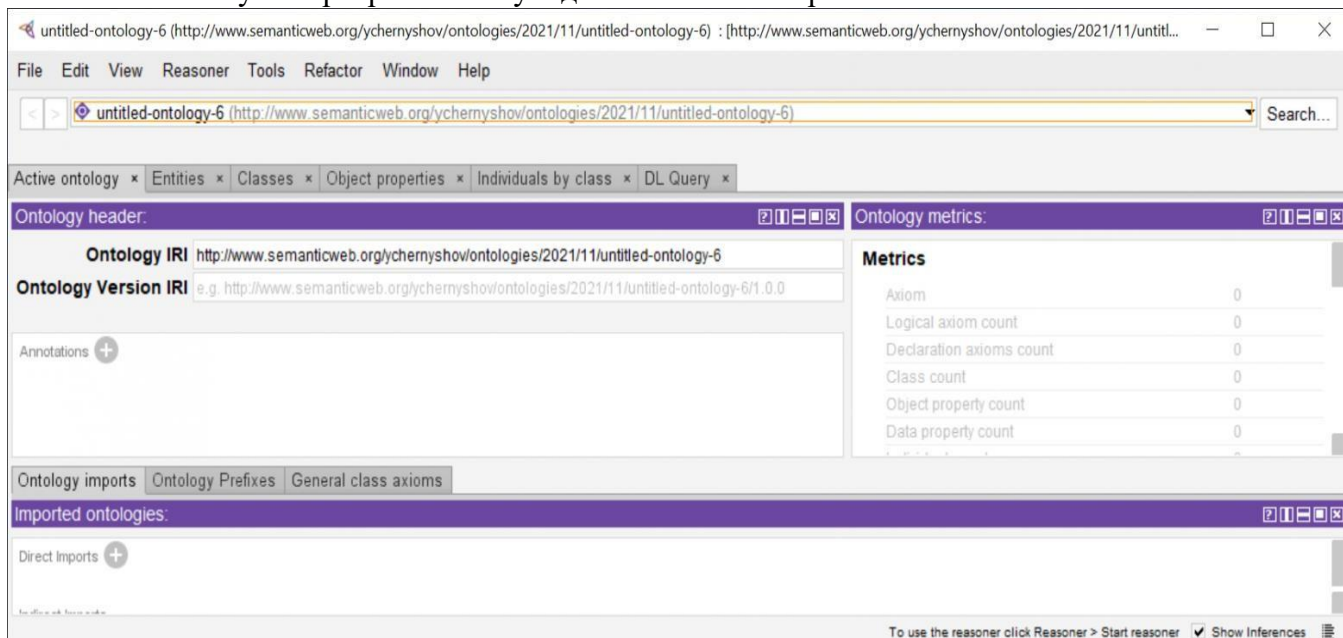 untitled-ontology-6 (http://www.semanticweb.org/ychernyshov/ontologies/2021/11/untitled-ontology-6) : [http://www.semanticweb.org/ychernyshov/ontologies/2021/11/untitl...
File Edit View Reasoner Tools Refactor Window Help
< > untitled-ontology-6 (http://www.semanticweb.org/ychernyshov/ontologies/2021/11/untitled-ontology-6) Search...
Active ontology × Entities × Classes × Object properties × Individuals by class × DL Query ×
Ontology header: Ontology metrics:
Ontology IRI http://www.semanticweb.org/ychernyshov/ontologies/2021/11/untitled-ontology-6
Ontology Version IRI e.g. http://www.semanticweb.org/ychernyshov/ontologies/2021/11/untitled-ontology-6/1.0.0
Annotations
Metrics
Axiom 0
Logical axiom count 0
Declaration axioms count 0
Class count 0
Object property count 0
Data property count 0
Ontology imports Ontology Prefixes General class axioms
Imported ontologies:
Direct Imports
To use the reasoner click Reasoner > Start reasoner Show Inferences